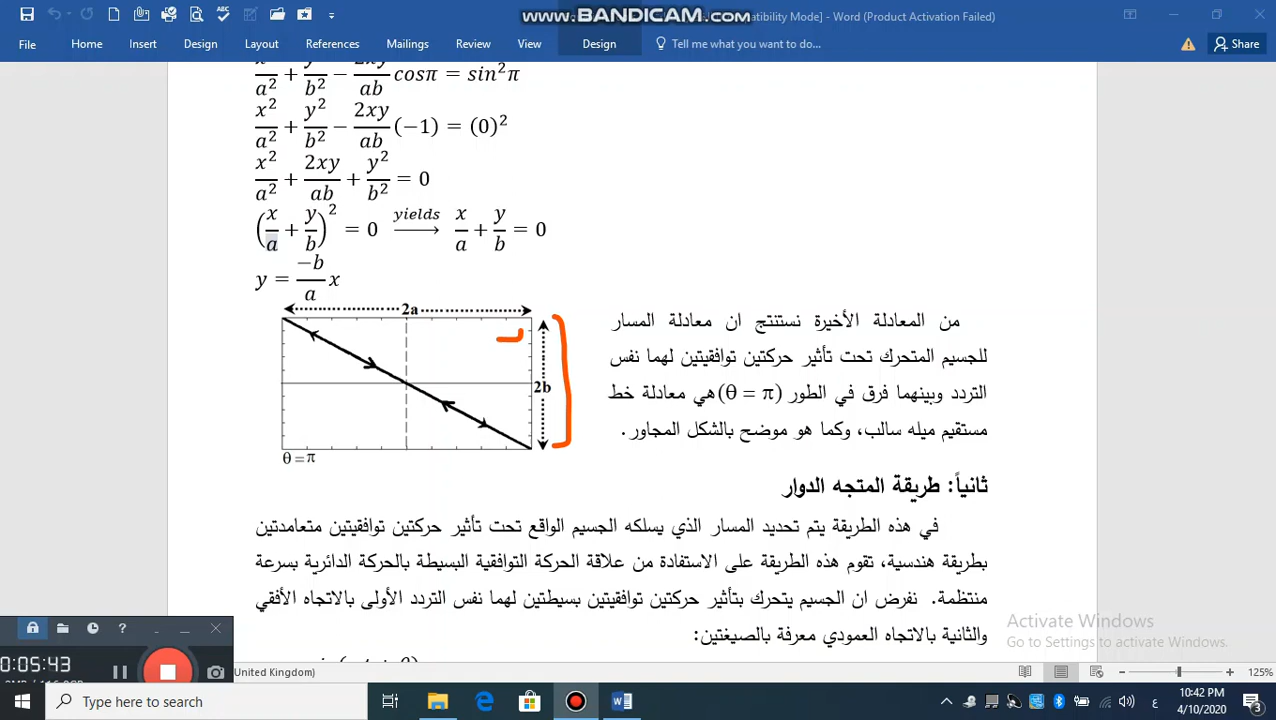 www.BANDICAM.com
tibility Mode] - Word (Product Activation Failed)
File Home Insert Design Layout References Mailings Review View Design Tell me what you want to do... Share
x/a² + y/b² − 2xy/ab cosπ = sin²π
x²/a² + y²/b² − 2xy/ab (−1) = (0)²
x²/a² + 2xy/ab + y²/b² = 0
(x/a + y/b)² = 0 yields→ x/a + y/b = 0
y = −b/a x
2a
2b
θ = π
من المعادلة الأخيرة نستنتج ان معادلة المسار
للجسيم المتحرك تحت تأثير حركتين توافقيتين لهما نفس
التردد وبينهما فرق في الطور (θ = π) هي معادلة خط
مستقيم ميله سالب، وكما هو موضح بالشكل المجاور.
ثانياً: طريقة المتجه الدوار
في هذه الطريقة يتم تحديد المسار الذي يسلكه الجسيم الواقع تحت تأثير حركتين توافقيتين متعامدتين
بطريقة هندسية، تقوم هذه الطريقة على الاستفادة من علاقة الحركة التوافقية البسيطة بالحركة الدائرية بسرعة
منتظمة. نفرض ان الجسيم يتحرك بتأثير حركتين توافقيتين بسيطتين لهما نفس التردد الأولى بالاتجاه الأفقي
والثانية بالاتجاه العمودي معرفة بالصيغتين:
Activate Windows
Go to Settings to activate Windows.
0:05:43
United Kingdom)
125%
Type here to search
ع
10:42 PM
4/10/2020
3